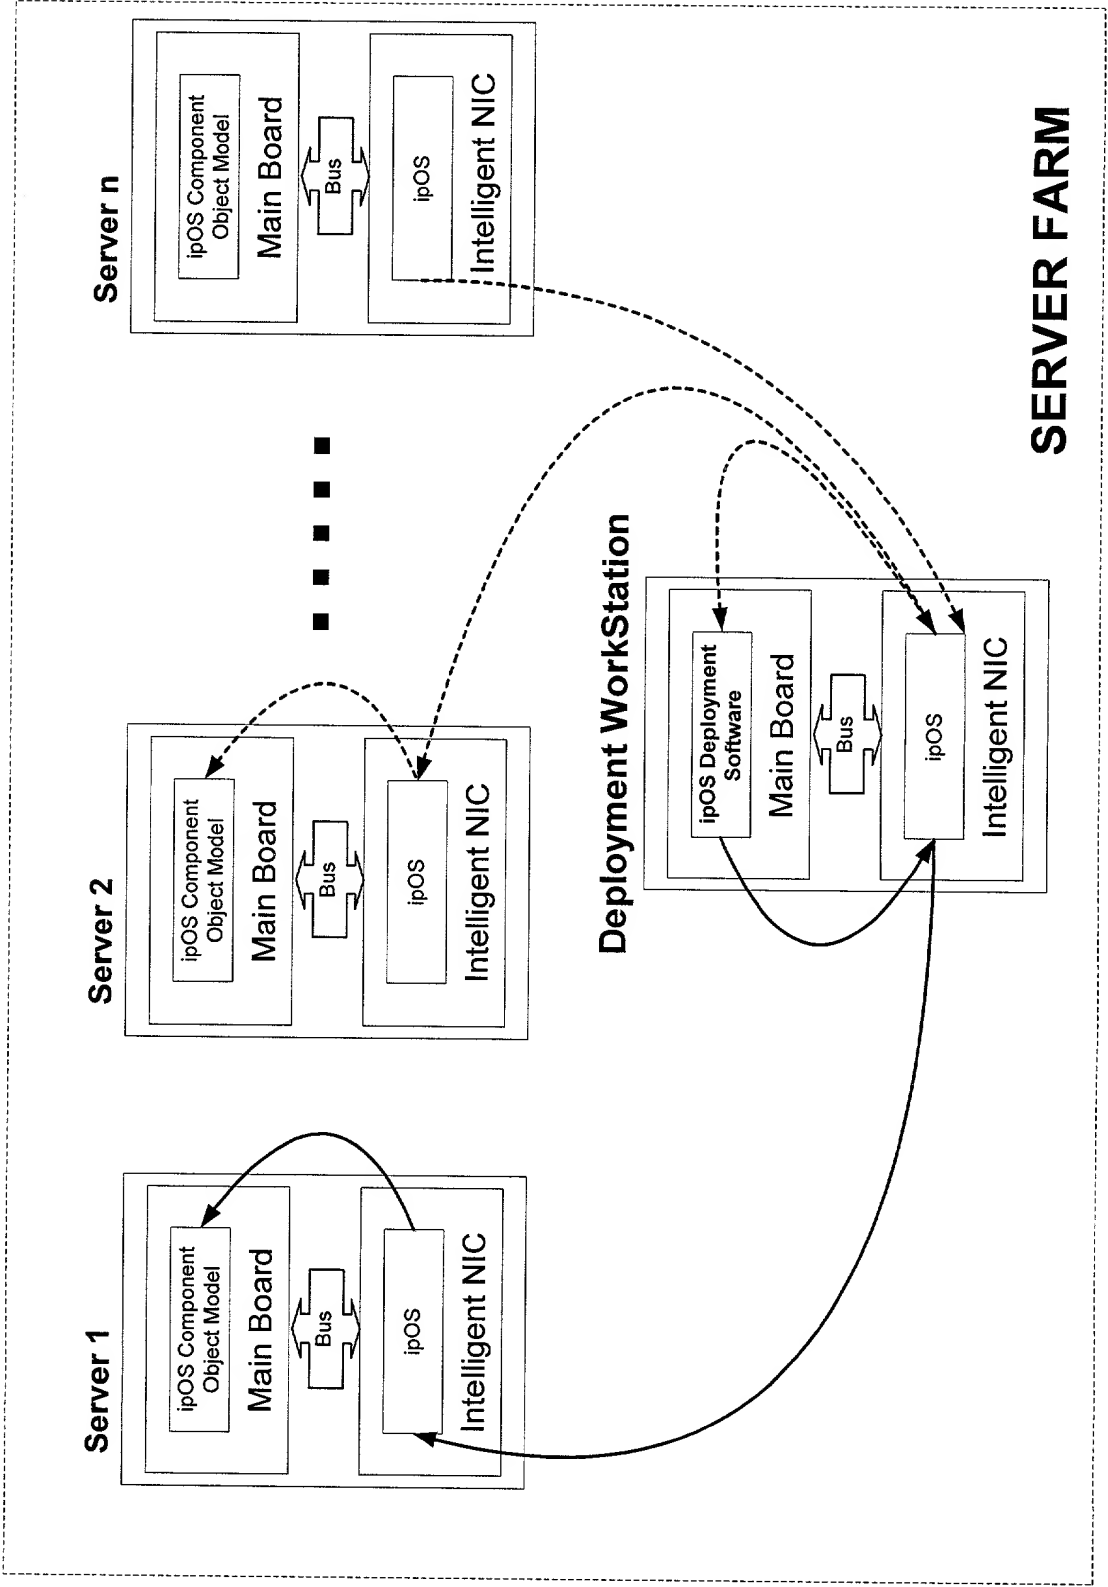 Server 1
ipOS Component
Object Model
Main Board
Bus
ipOS
Intelligent NIC
Server 2
ipOS Component
Object Model
Main Board
Bus
ipOS
Intelligent NIC
Server n
ipOS Component
Object Model
Main Board
Bus
ipOS
Intelligent NIC
Deployment WorkStation
ipOS Deployment
Software
Main Board
Bus
ipOS
Intelligent NIC
SERVER FARM